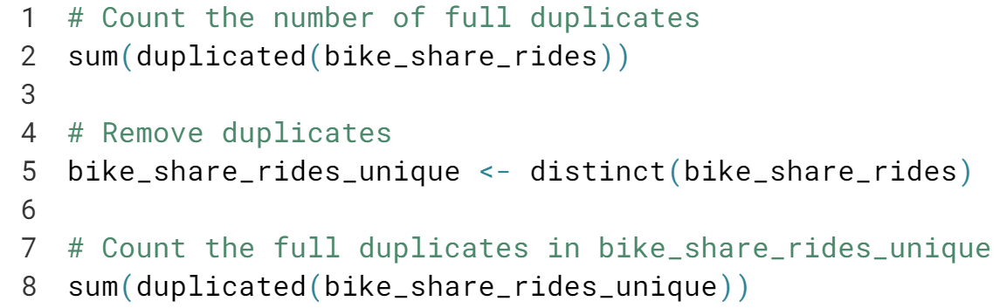 1 # Count the number of full duplicates
2 sum(duplicated(bike_share_rides))
3
4 # Remove duplicates
5 bike_share_rides_unique <- distinct(bike_share_rides)
6
7 # Count the full duplicates in bike_share_rides_unique
8 sum(duplicated(bike_share_rides_unique))